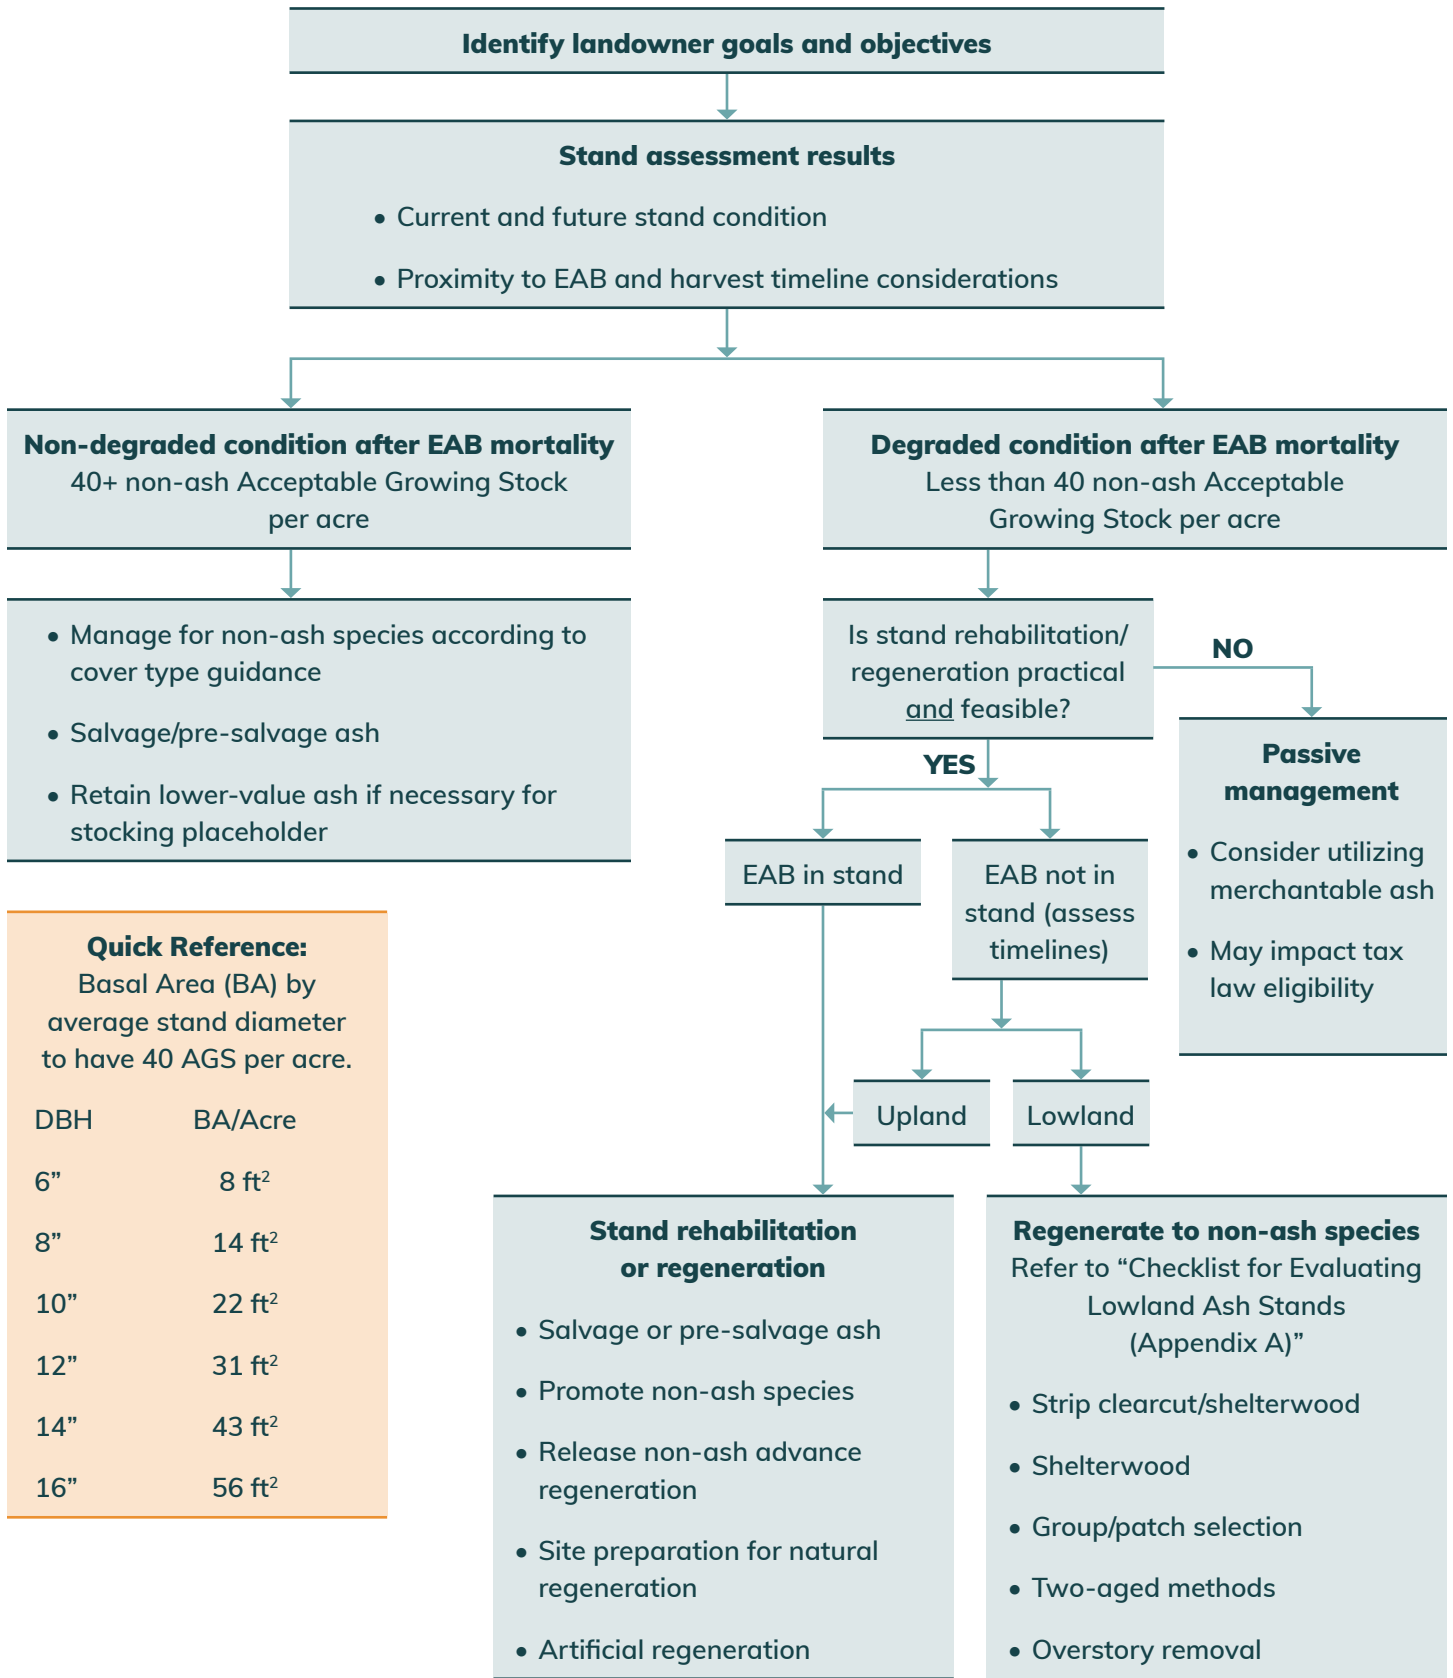 Identify landowner goals and objectives
Stand assessment results
• Current and future stand condition
• Proximity to EAB and harvest timeline considerations
Non-degraded condition after EAB mortality
40+ non-ash Acceptable Growing Stock
per acre
• Manage for non-ash species according to
cover type guidance
• Salvage/pre-salvage ash
• Retain lower-value ash if necessary for
stocking placeholder
Degraded condition after EAB mortality
Less than 40 non-ash Acceptable
Growing Stock per acre
Is stand rehabilitation/
regeneration practical
and feasible?
NO
Passive
management
• Consider utilizing
merchantable ash
• May impact tax
law eligibility
YES
EAB in stand
EAB not in
stand (assess
timelines)
Upland
Lowland
Stand rehabilitation
or regeneration
• Salvage or pre-salvage ash
• Promote non-ash species
• Release non-ash advance
regeneration
• Site preparation for natural
regeneration
• Artificial regeneration
Regenerate to non-ash species
Refer to “Checklist for Evaluating
Lowland Ash Stands
(Appendix A)”
• Strip clearcut/shelterwood
• Shelterwood
• Group/patch selection
• Two-aged methods
• Overstory removal
Quick Reference:
Basal Area (BA) by
average stand diameter
to have 40 AGS per acre.
DBH BA/Acre
6” 8 ft²
8” 14 ft²
10” 22 ft²
12” 31 ft²
14” 43 ft²
16” 56 ft²